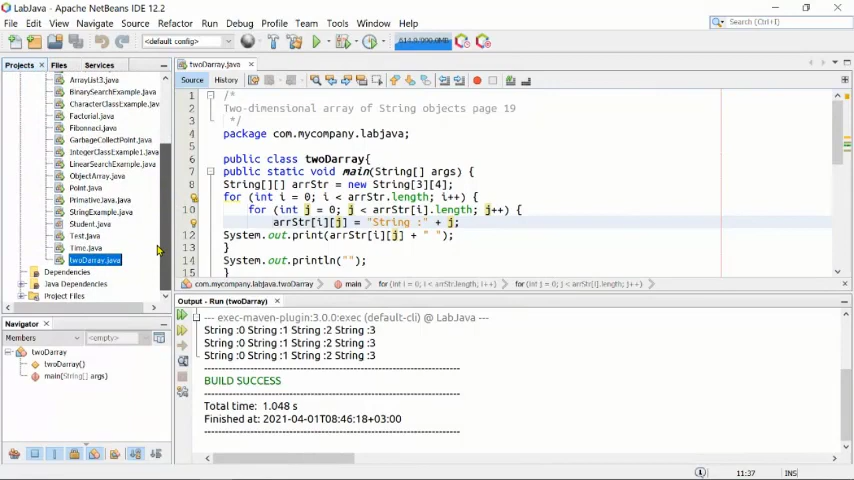 LabJava - Apache NetBeans IDE 12.2
File Edit View Navigate Source Refactor Run Debug Profile Team Tools Window Help
Search (Ctrl+I)
<default config>
Projects Files Services
ArrayList3.java
BinarySearchExample.java
CharacterClassExample.java
Factorial.java
Fibonnaci.java
GarbageCollectPoint.java
IntegerClassExample1.java
LinearSearchExample.java
ObjectArray.java
Point.java
Primative.java
StringExample.java
Student.java
Test.java
Time.java
twoDarray.java
Dependencies
Java Dependencies
Project Files
Navigator
Members <empty>
twoDarray
twoDarray()
main(String[] args)
twoDarray.java
Source History
1 /*
2 Two-dimensional array of String objects page 19
3 */
4 package com.mycompany.labjava;
5
6 public class twoDarray{
7 public static void main(String[] args) {
8 String[][] arrStr = new String[3][4];
for (int i = 0; i < arrStr.length; i++) {
10 for (int j = 0; j < arrStr[i].length; j++) {
arrStr[i][j] = "String :" + j;
12 System.out.print(arrStr[i][j] + " ");
13 }
14 System.out.println("");
15 }
com.mycompany.labjava.twoDarray main for (int i = 0; i < arrStr.length; i++) for (int j = 0; j < arrStr[i].length; j++)
Output - Run (twoDarray)
--- exec-maven-plugin:3.0.0:exec (default-cli) @ LabJava ---
String :0 String :1 String :2 String :3
String :0 String :1 String :2 String :3
String :0 String :1 String :2 String :3
BUILD SUCCESS
Total time: 1.048 s
Finished at: 2021-04-01T08:46:18+03:00
11:37 INS